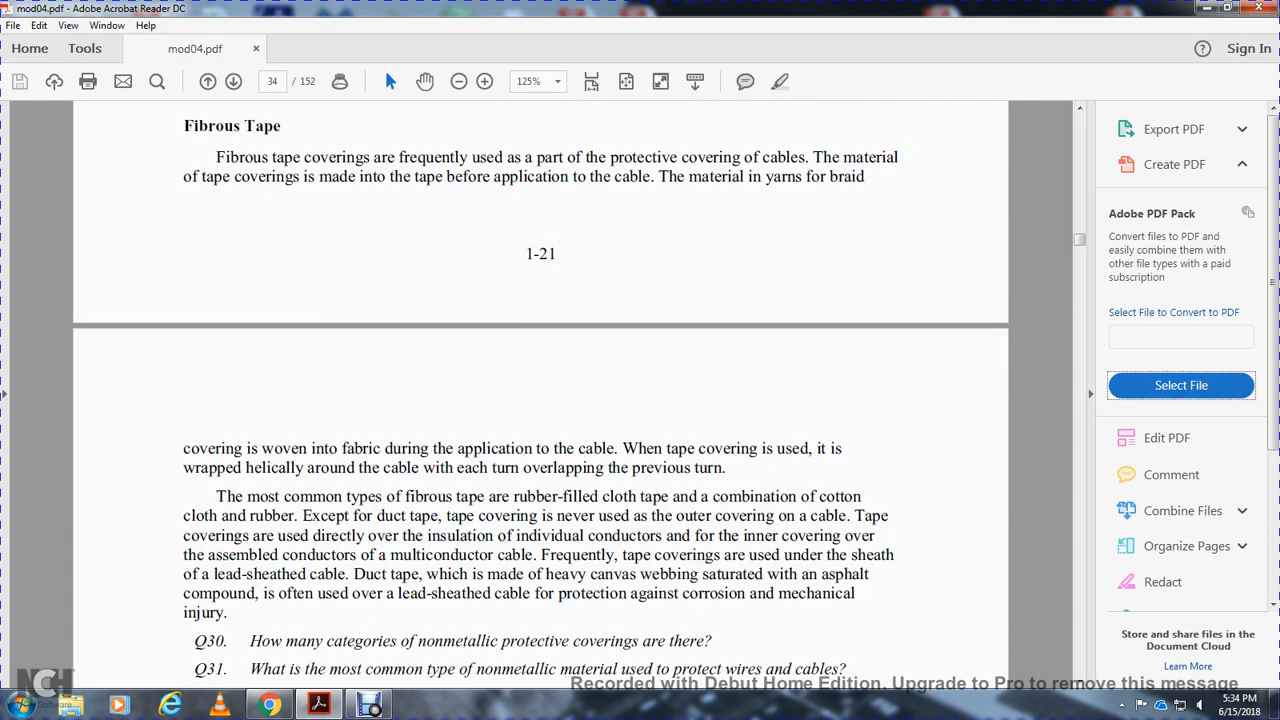 mod04.pdf - Adobe Acrobat Reader DC
File Edit View Window Help
Home Tools mod04.pdf × Sign In
34 / 152 125%
Fibrous Tape
Fibrous tape coverings are frequently used as a part of the protective covering of cables. The material
of tape coverings is made into the tape before application to the cable. The material in yarns for braid
1-21
covering is woven into fabric during the application to the cable. When tape covering is used, it is
wrapped helically around the cable with each turn overlapping the previous turn.
The most common types of fibrous tape are rubber-filled cloth tape and a combination of cotton
cloth and rubber. Except for duct tape, tape covering is never used as the outer covering on a cable. Tape
coverings are used directly over the insulation of individual conductors and for the inner covering over
the assembled conductors of a multiconductor cable. Frequently, tape coverings are used under the sheath
of a lead-sheathed cable. Duct tape, which is made of heavy canvas webbing saturated with an asphalt
compound, is often used over a lead-sheathed cable for protection against corrosion and mechanical
injury.
Q30. How many categories of nonmetallic protective coverings are there?
Q31. What is the most common type of nonmetallic material used to protect wires and cables?
Export PDF
Create PDF
Adobe PDF Pack
Convert files to PDF and
easily combine them with
other file types with a paid
subscription
Select File to Convert to PDF
Select File
Edit PDF
Comment
Combine Files
Organize Pages
Redact
Store and share files in the
Document Cloud
Learn More
NCH Software
Recorded with Debut Home Edition. Upgrade to Pro to remove this message
5:34 PM
6/15/2018